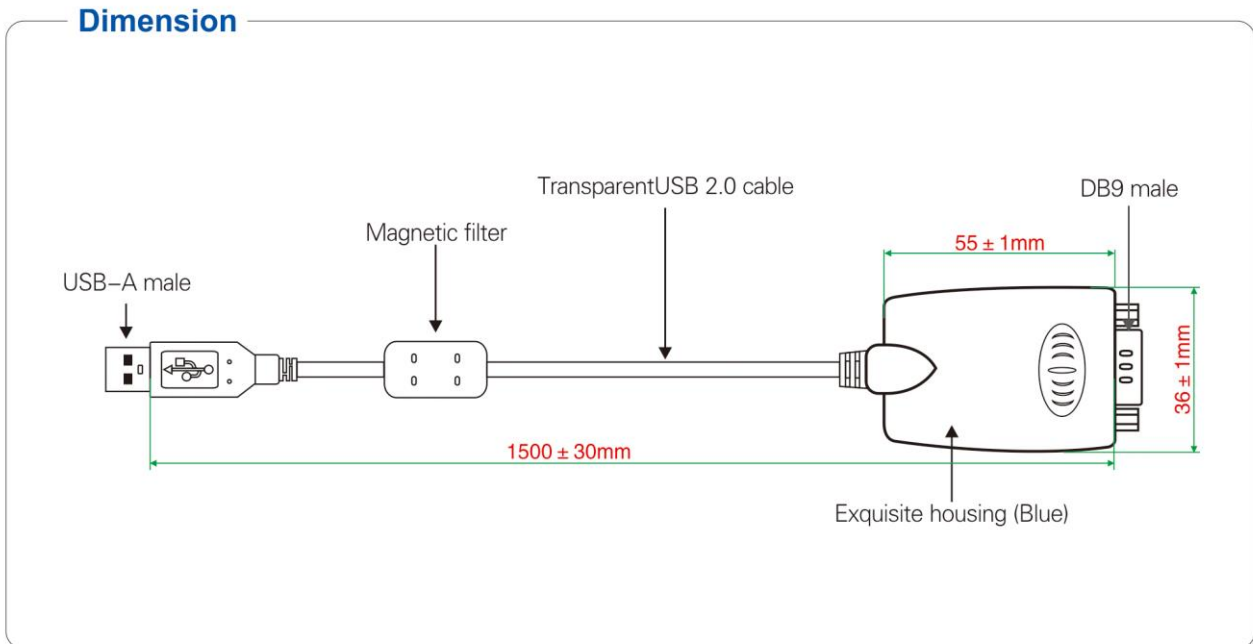 Dimension
TransparentUSB 2.0 cable
DB9 male
Magnetic filter
55 ± 1mm
USB–A male
36 ± 1mm
1500 ± 30mm
Exquisite housing (Blue)